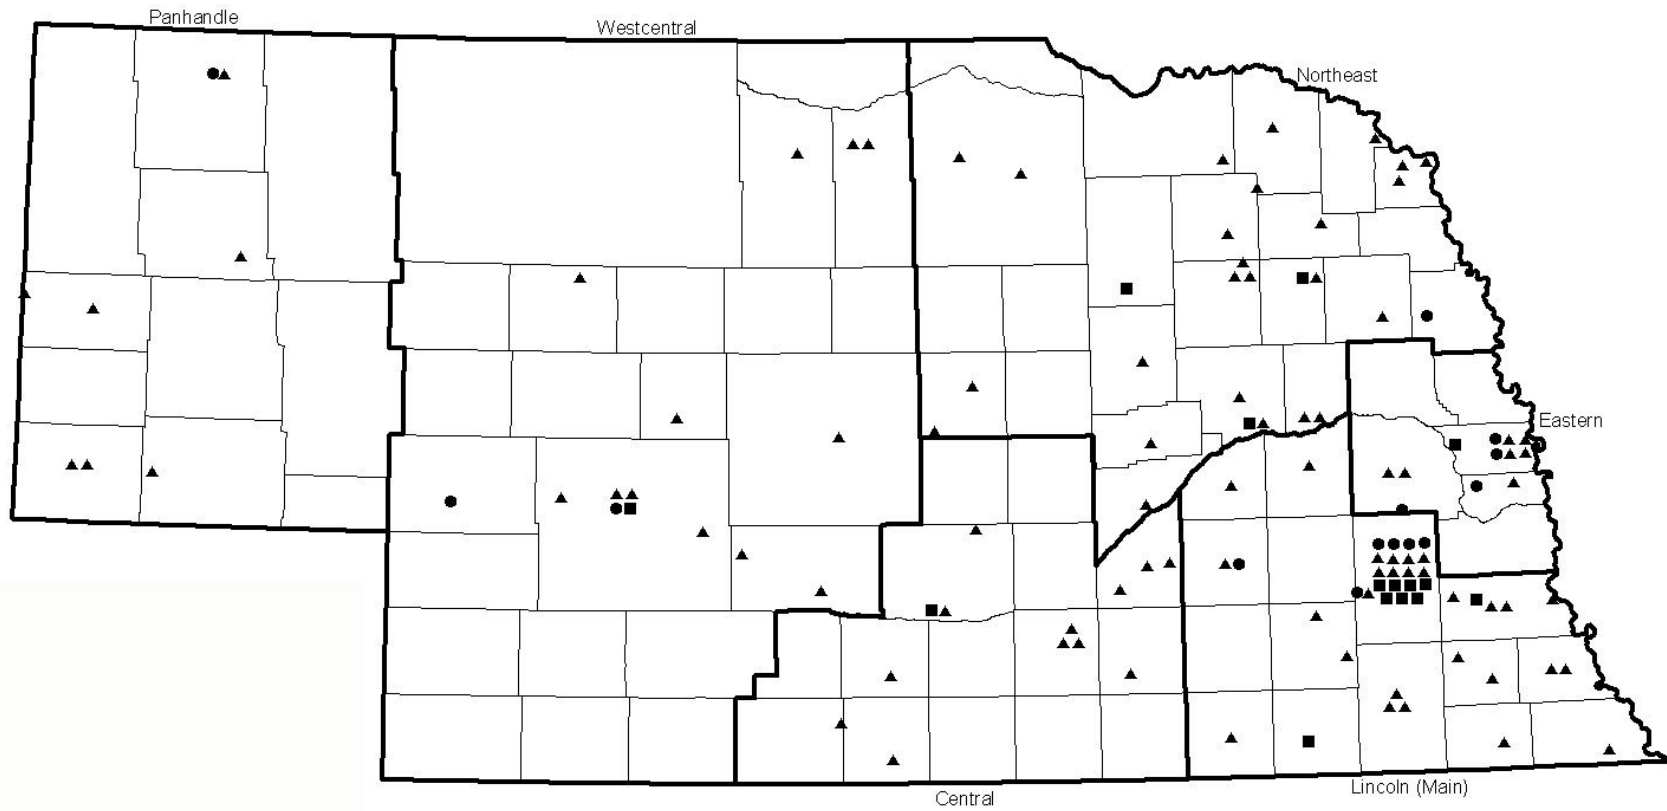 Panhandle
Westcentral
Northeast
Eastern
Lincoln (Main)
Central